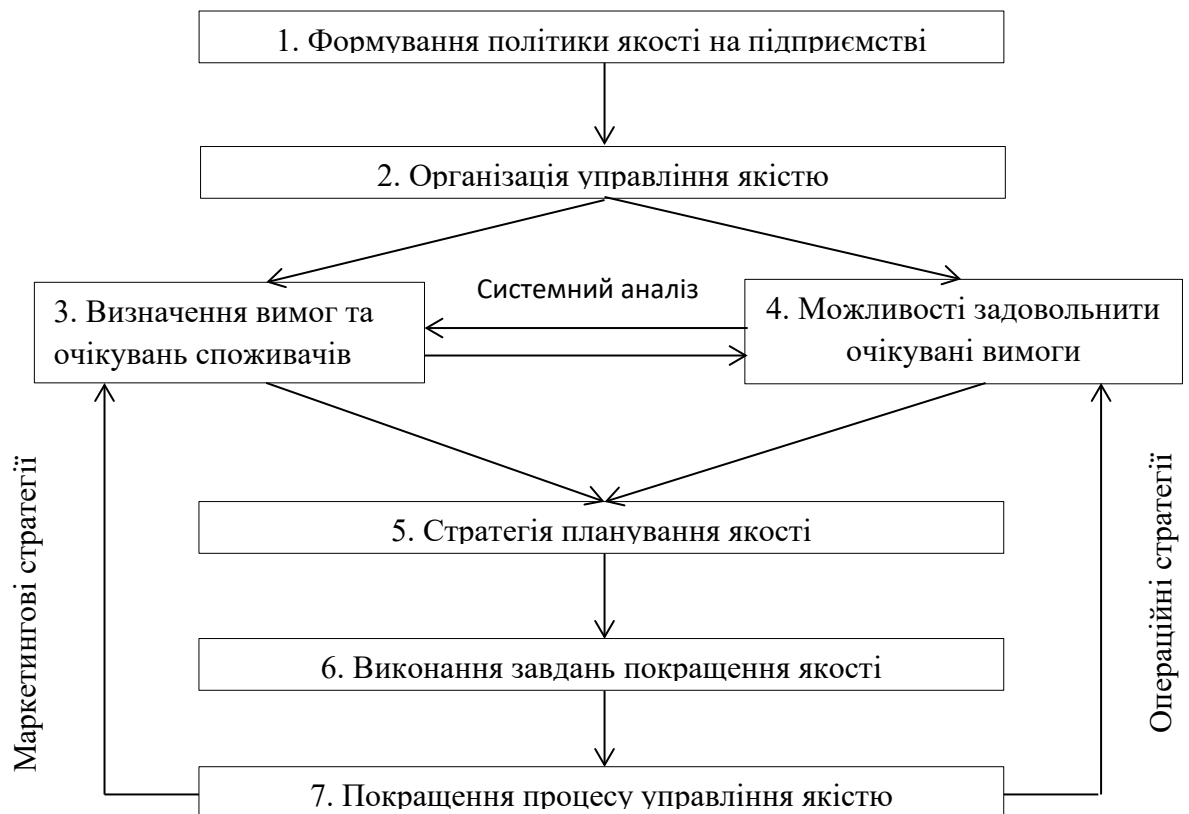 1. Формування політики якості на підприємстві
2. Організація управління якістю
Системний аналіз
3. Визначення вимог та
очікувань споживачів
4. Можливості задовольнити
очікувані вимоги
Маркетингові стратегії
Операційні стратегії
5. Стратегія планування якості
6. Виконання завдань покращення якості
7. Покращення процесу управління якістю